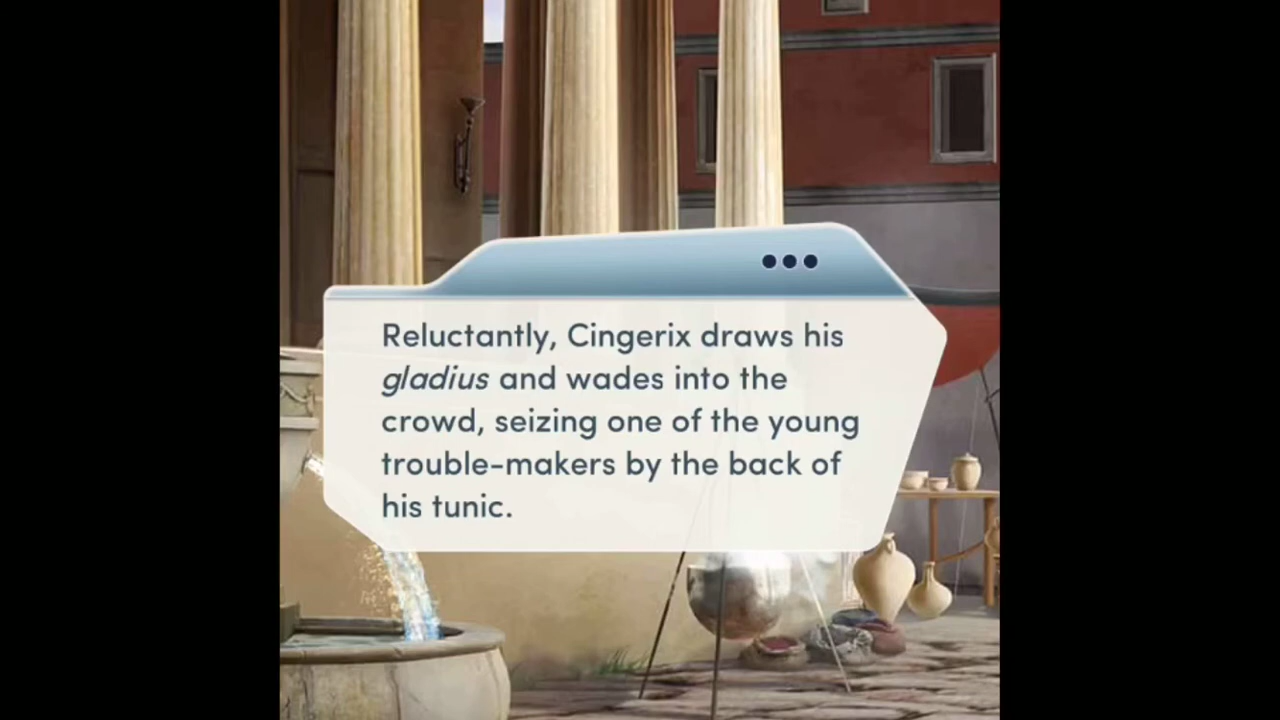 Reluctantly, Cingerix draws his
gladius and wades into the
crowd, seizing one of the young
trouble-makers by the back of
his tunic.